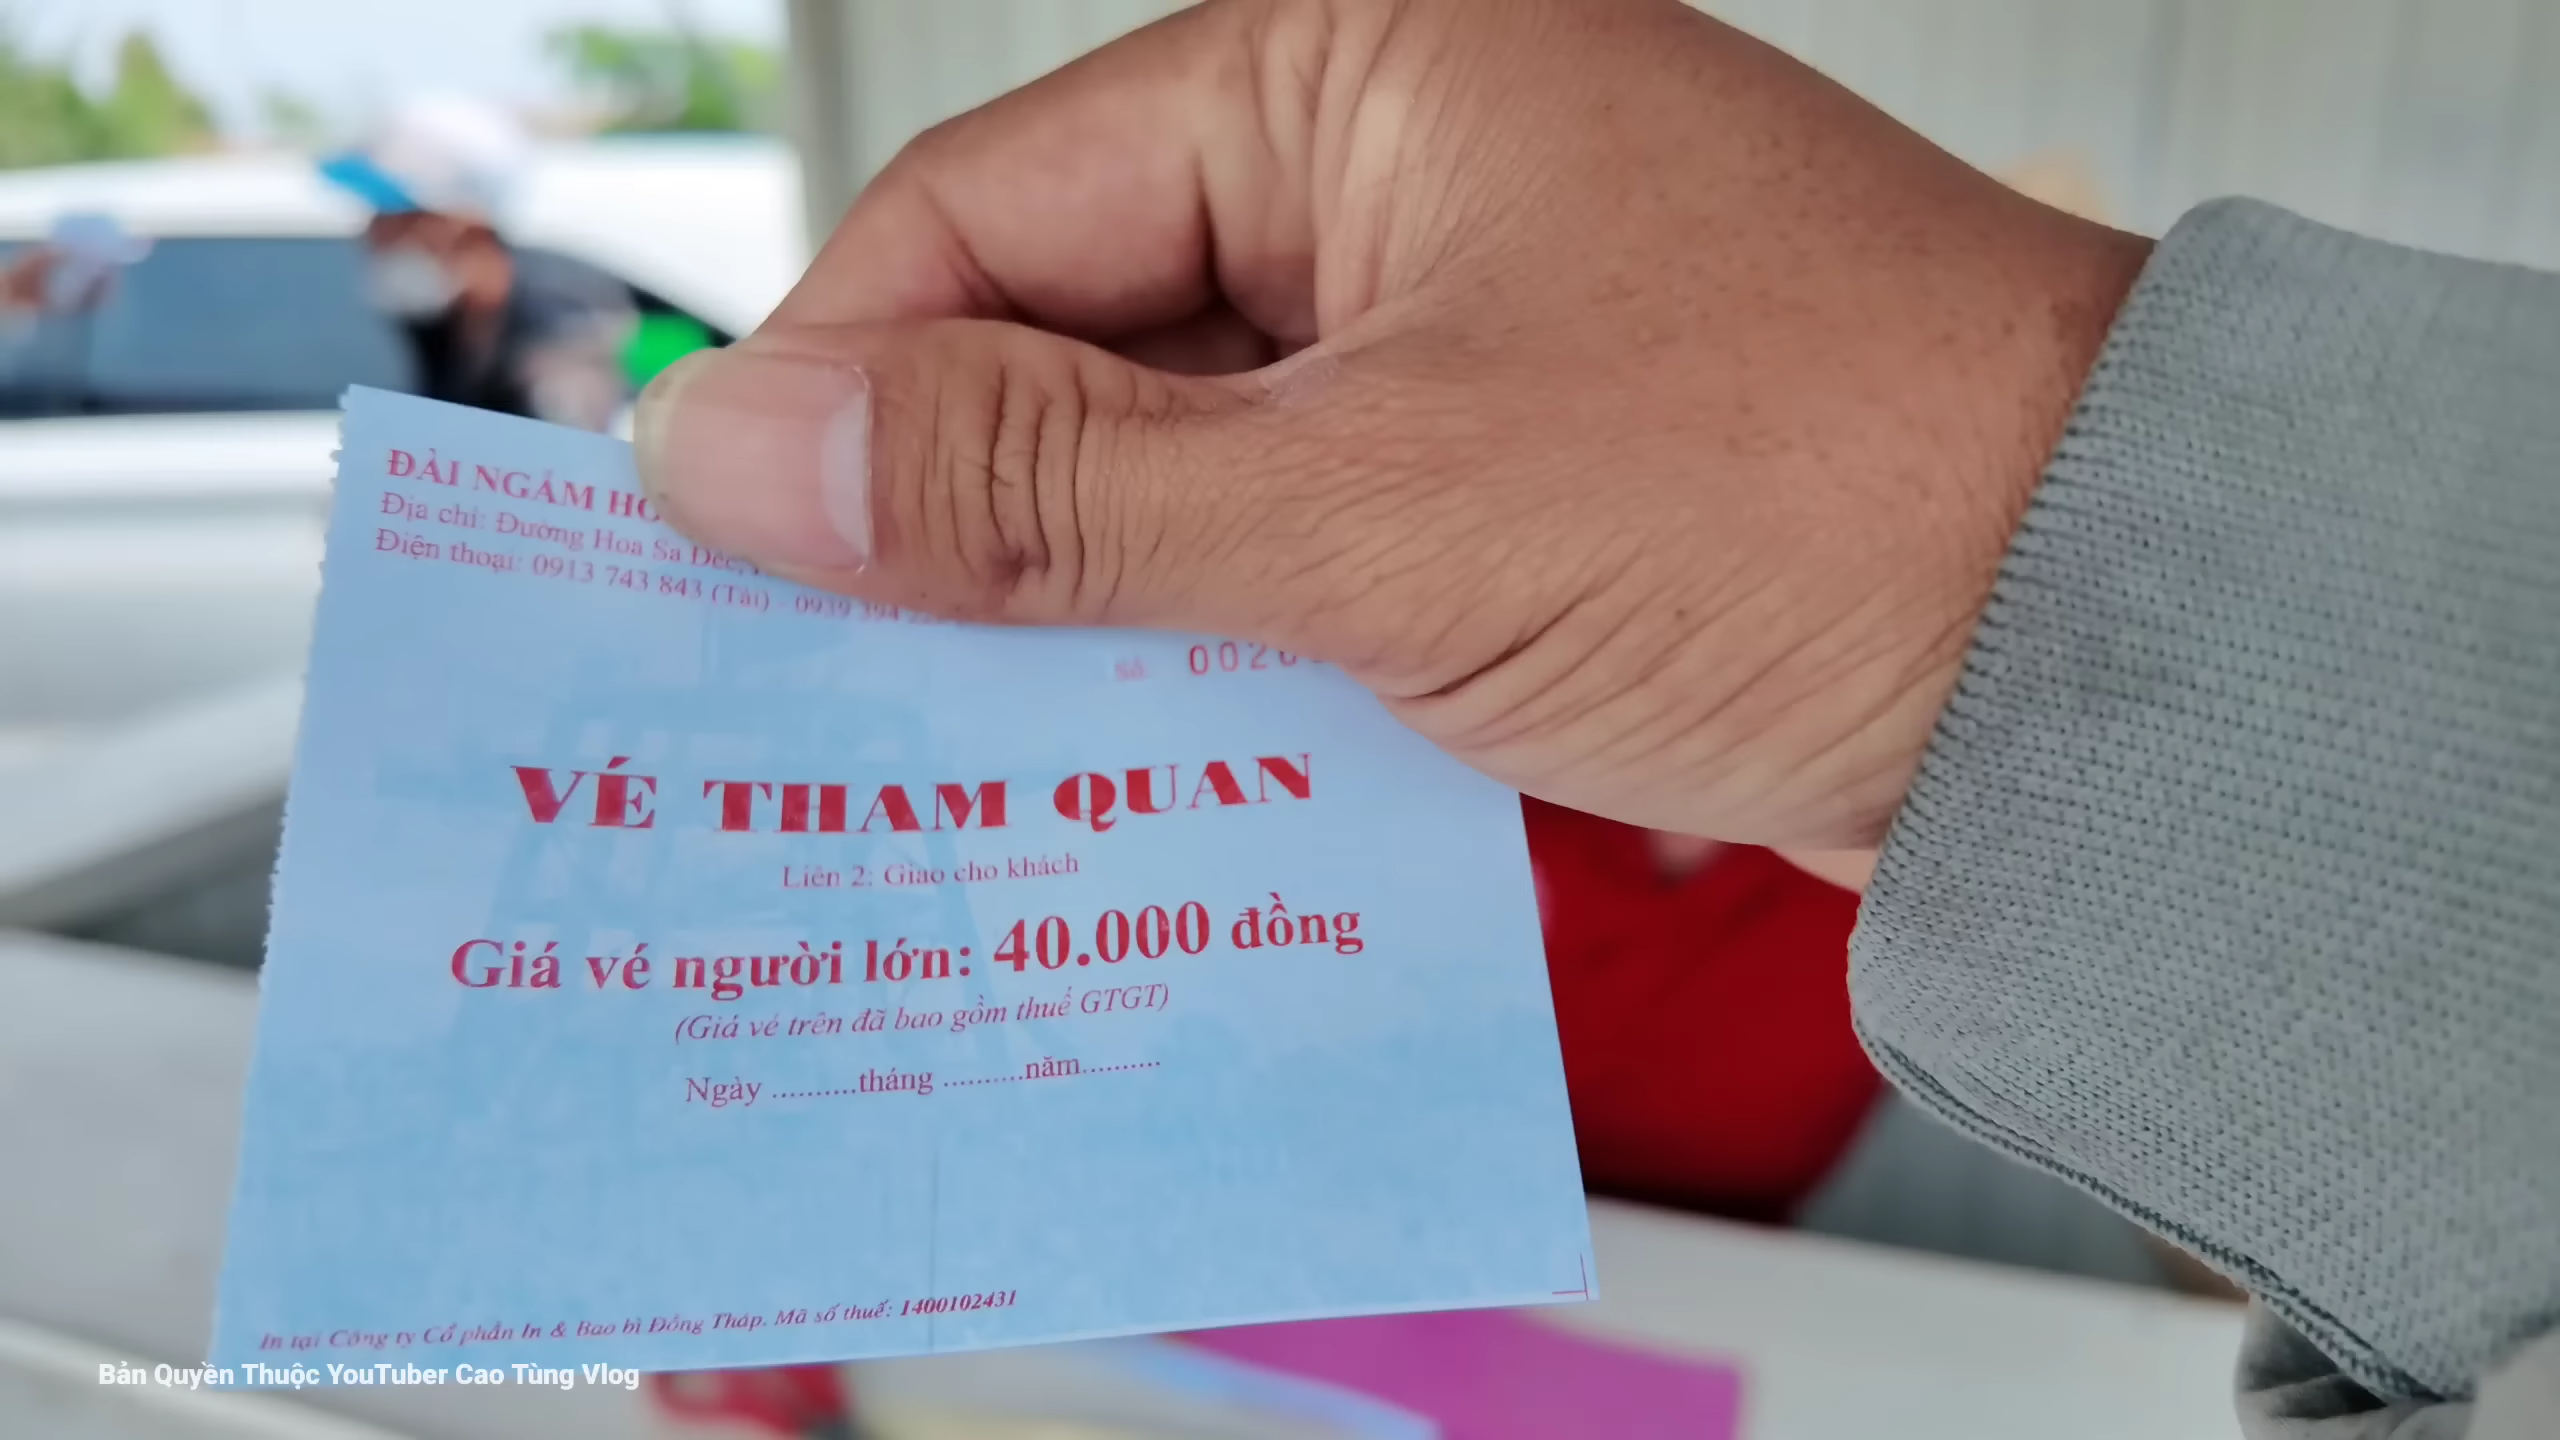 ĐÀI NGẮM HO
Địa chỉ: Đường Hoa Sa Đéc,
Điện thoại: 0913 743 843 (Tài) - 0939 394
Số: 002
VÉ THAM QUAN
Liên 2: Giao cho khách
Giá vé người lớn: 40.000 đồng
(Giá vé trên đã bao gồm thuế GTGT)
Ngày ..........tháng ..........năm..........
In tại Công ty Cổ phần In & Bao bì Đồng Tháp. Mã số thuế: 1400102431
Bản Quyền Thuộc YouTuber Cao Tùng Vlog